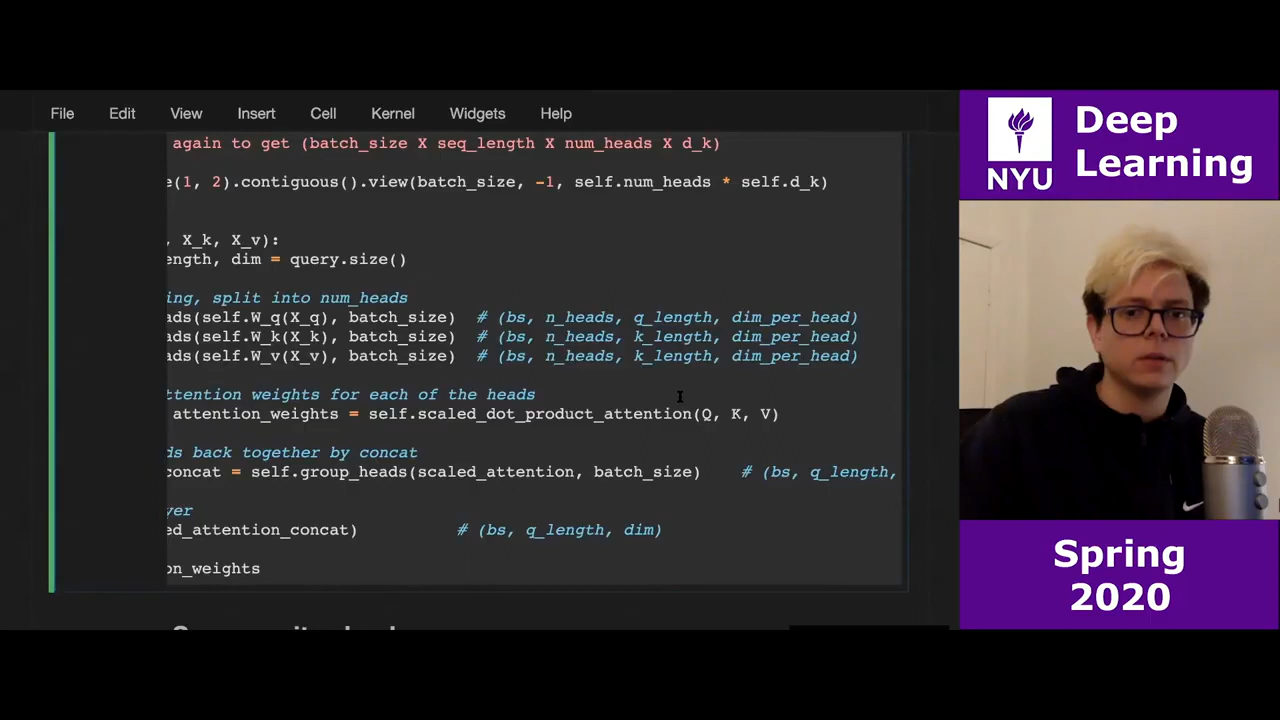 File Edit View Insert Cell Kernel Widgets Help
again to get (batch_size X seq_length X num_heads X d_k)
e(1, 2).contiguous().view(batch_size, -1, self.num_heads * self.d_k)
, X_k, X_v):
ength, dim = query.size()
ing, split into num_heads
ads(self.W_q(X_q), batch_size) # (bs, n_heads, q_length, dim_per_head)
ads(self.W_k(X_k), batch_size) # (bs, n_heads, k_length, dim_per_head)
ads(self.W_v(X_v), batch_size) # (bs, n_heads, k_length, dim_per_head)
ttention weights for each of the heads
attention_weights = self.scaled_dot_product_attention(Q, K, V)
ds back together by concat
concat = self.group_heads(scaled_attention, batch_size) # (bs, q_length,
yer
ed_attention_concat) # (bs, q_length, dim)
on_weights
NYU
Deep
Learning
Spring
2020